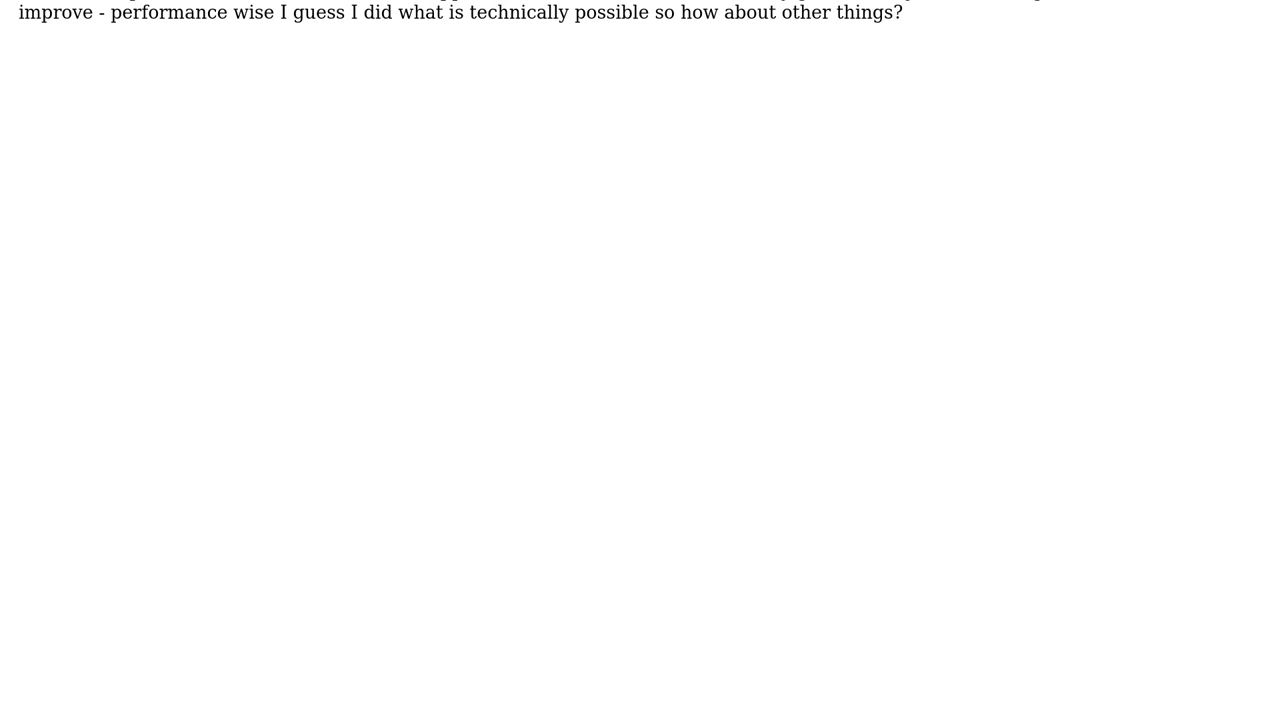 improve - performance wise I guess I did what is technically possible so how about other things?